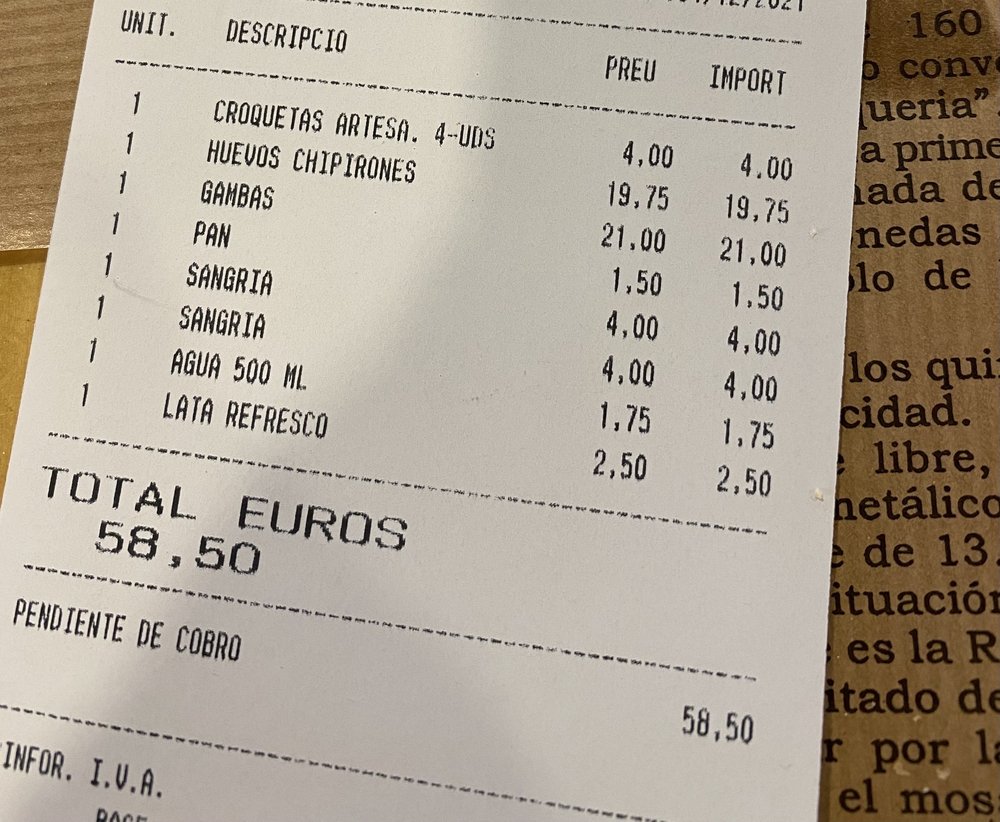 UNIT. DESCRIPCIO PREU IMPORT
1 CROQUETAS ARTESA. 4-UDS 4,00 4.00
1 HUEVOS CHIPIRONES 19,75 19,75
1 GAMBAS 21,00 21,00
1 PAN 1,50 1.50
1 SANGRIA 4,00 4,00
1 SANGRIA 4,00 4,00
1 AGUA 500 ML 1,75 1,75
1 LATA REFRESCO 2,50 2,50
TOTAL EUROS
58,50
PENDIENTE DE COBRO
58,50
INFOR. I.V.A.
160
conv
ueria"
a prime
nada de
nedas
olo de
los qui
cidad.
libre,
metálico
e de 13.
ituación
es la R
itado de
r por la
el mos